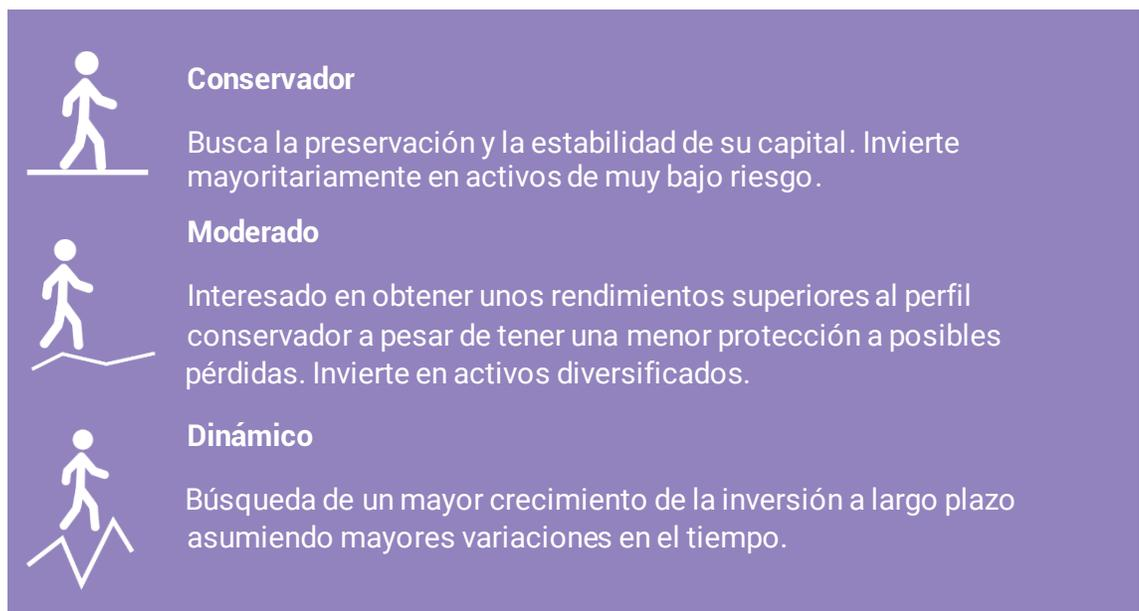 Conservador
Busca la preservación y la estabilidad de su capital. Invierte
mayoritariamente en activos de muy bajo riesgo.
Moderado
Interesado en obtener unos rendimientos superiores al perfil
conservador a pesar de tener una menor protección a posibles
pérdidas. Invierte en activos diversificados.
Dinámico
Búsqueda de un mayor crecimiento de la inversión a largo plazo
asumiendo mayores variaciones en el tiempo.